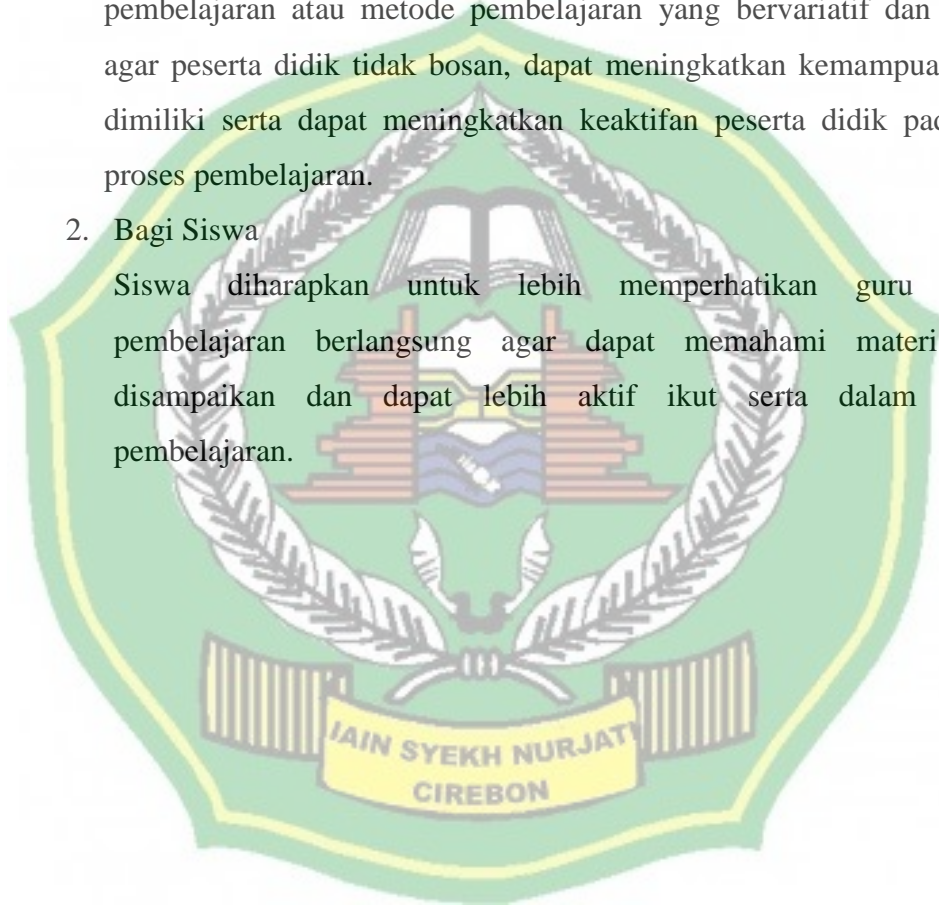 pembelajaran atau metode pembelajaran yang bervariatif dan
agar peserta didik tidak bosan, dapat meningkatkan
dimiliki serta dapat meningkatkan keaktifan peserta didik
proses pembelajaran.
2. Bagi Siswa
Siswa diharapkan untuk lebih memperhatikan guru
pembelajaran berlangsung agar dapat memahami materi
disampaikan dan dapat lebih aktif ikut serta dalam
pembelajaran.
IAIN SYEKH NURJATI
CIREBON